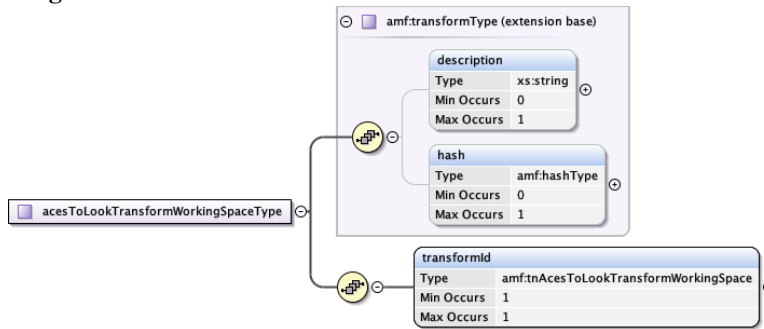 amf:transformType (extension base)
description
Type xs:string
Min Occurs 0
Max Occurs 1
hash
Type amf:hashType
Min Occurs 0
Max Occurs 1
acesToLookTransformWorkingSpaceType
transformId
Type amf:tnAcesToLookTransformWorkingSpace
Min Occurs 1
Max Occurs 1